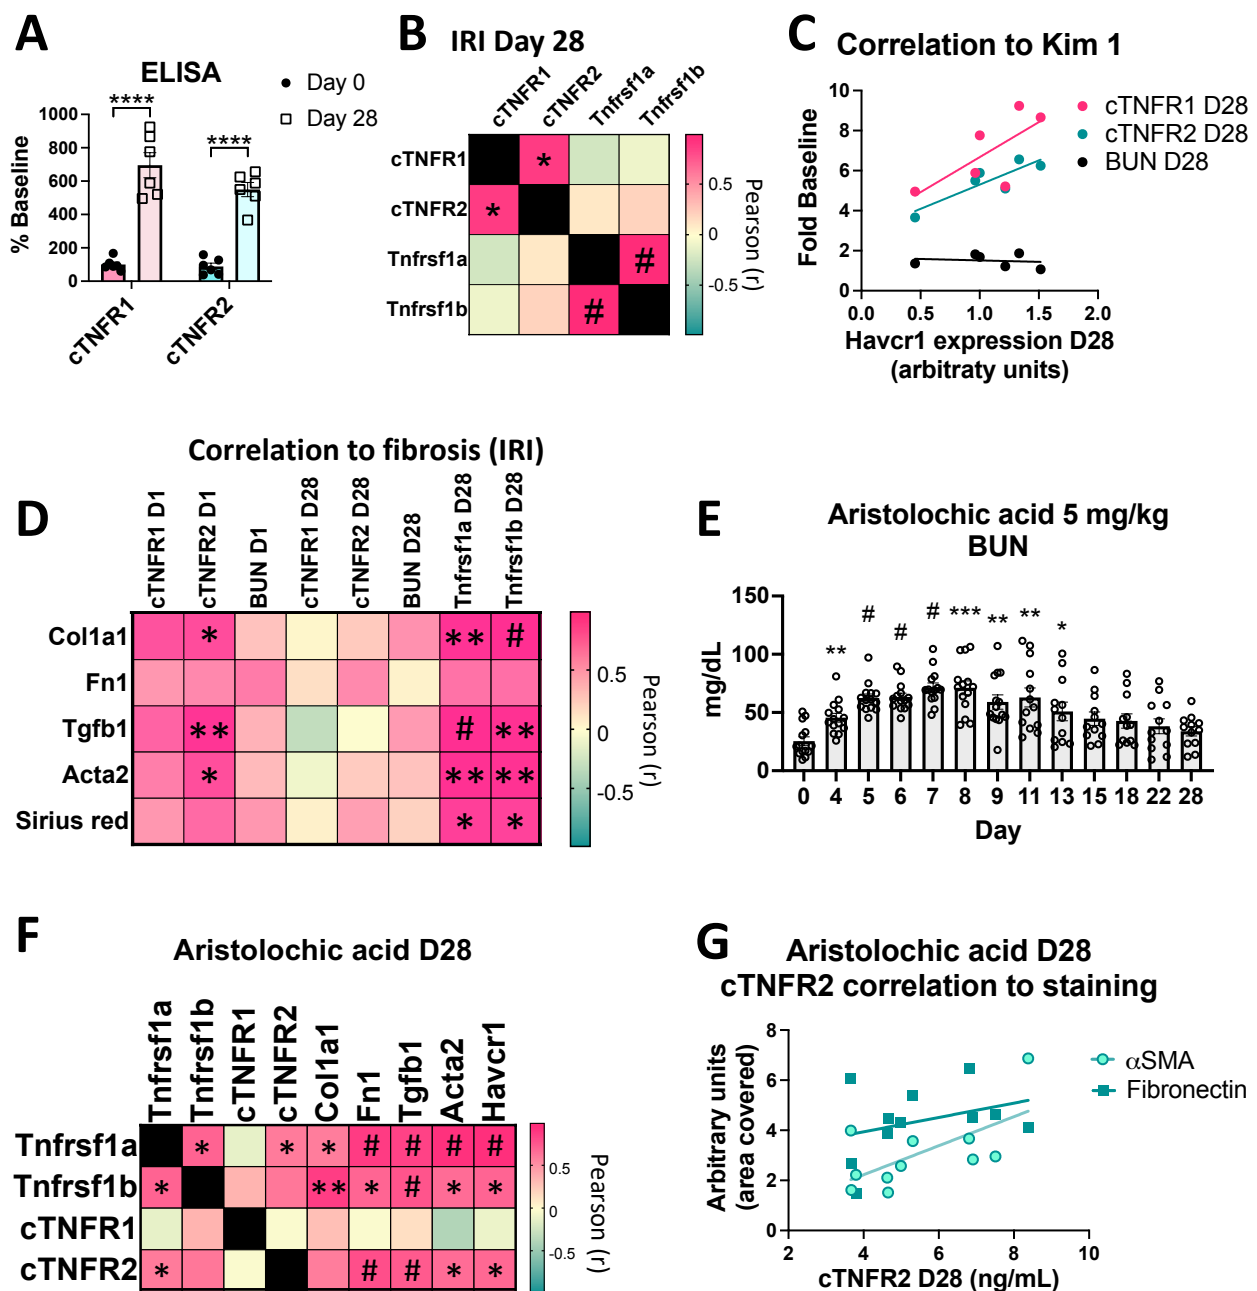 A
ELISA
● Day 0
□ Day 28
% Baseline
1000
800
600
400
200
0
****
****
cTNFR1
cTNFR2
B
IRI Day 28
cTNFR1
cTNFR2
Tnfrsf1a
Tnfrsf1b
cTNFR1
*
cTNFR2
*
Tnfrsf1a
#
Tnfrsf1b
#
0.5
0
-0.5
Pearson (r)
C
Correlation to Kim 1
cTNFR1 D28
cTNFR2 D28
BUN D28
Fold Baseline
10
8
6
4
2
0
0.0 0.5 1.0 1.5 2.0
Havcr1 expression D28
(arbitraty units)
Correlation to fibrosis (IRI)
D
cTNFR1 D1
cTNFR2 D1
BUN D1
cTNFR1 D28
cTNFR2 D28
BUN D28
Tnfrsf1a D28
Tnfrsf1b D28
Col1a1 * ** #
Fn1
Tgfb1 ** # **
Acta2 * ** **
Sirius red * *
0.5
0
-0.5
Pearson (r)
E
Aristolochic acid 5 mg/kg
BUN
mg/dL
150
100
50
0
** # # # *** ** ** *
0 4 5 6 7 8 9 11 13 15 18 22 28
Day
F
Aristolochic acid D28
Tnfrsf1a
Tnfrsf1b
cTNFR1
cTNFR2
Col1a1
Fn1
Tgfb1
Acta2
Havcr1
Tnfrsf1a * * * # # # #
Tnfrsf1b * ** * # * *
cTNFR1
cTNFR2 * # # * *
0.5
0
-0.5
Pearson (r)
G
Aristolochic acid D28
cTNFR2 correlation to staining
αSMA
Fibronectin
Arbitrary units
(area covered)
8
6
4
2
0
2 4 6 8 10
cTNFR2 D28 (ng/mL)